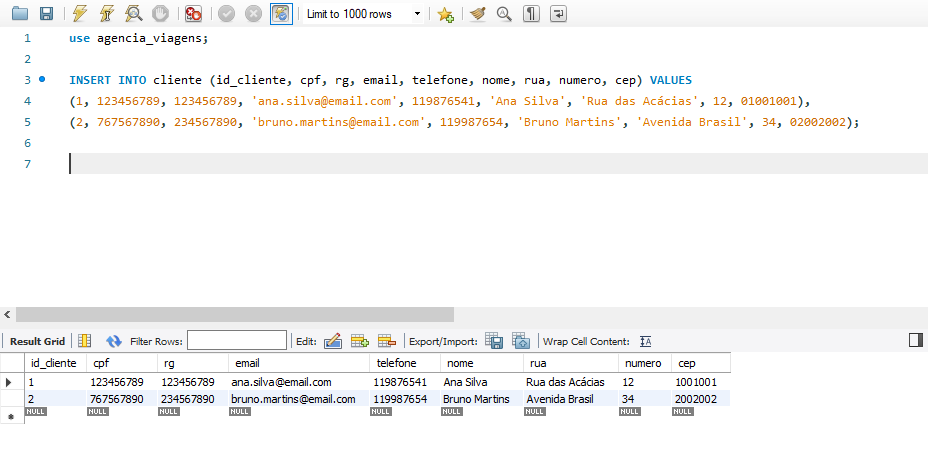 Limit to 1000 rows
1 use agencia_viagens;
2
3 INSERT INTO cliente (id_cliente, cpf, rg, email, telefone, nome, rua, numero, cep) VALUES
4 (1, 123456789, 123456789, 'ana.silva@email.com', 119876541, 'Ana Silva', 'Rua das Acácias', 12, 01001001),
5 (2, 767567890, 234567890, 'bruno.martins@email.com', 119987654, 'Bruno Martins', 'Avenida Brasil', 34, 02002002);
6
7
Result Grid Filter Rows: Edit: Export/Import: Wrap Cell Content: IA
id_cliente cpf rg email telefone nome rua numero cep
1 123456789 123456789 ana.silva@email.com 119876541 Ana Silva Rua das Acácias 12 1001001
2 767567890 234567890 bruno.martins@email.com 119987654 Bruno Martins Avenida Brasil 34 2002002
NULL NULL NULL NULL NULL NULL NULL NULL NULL